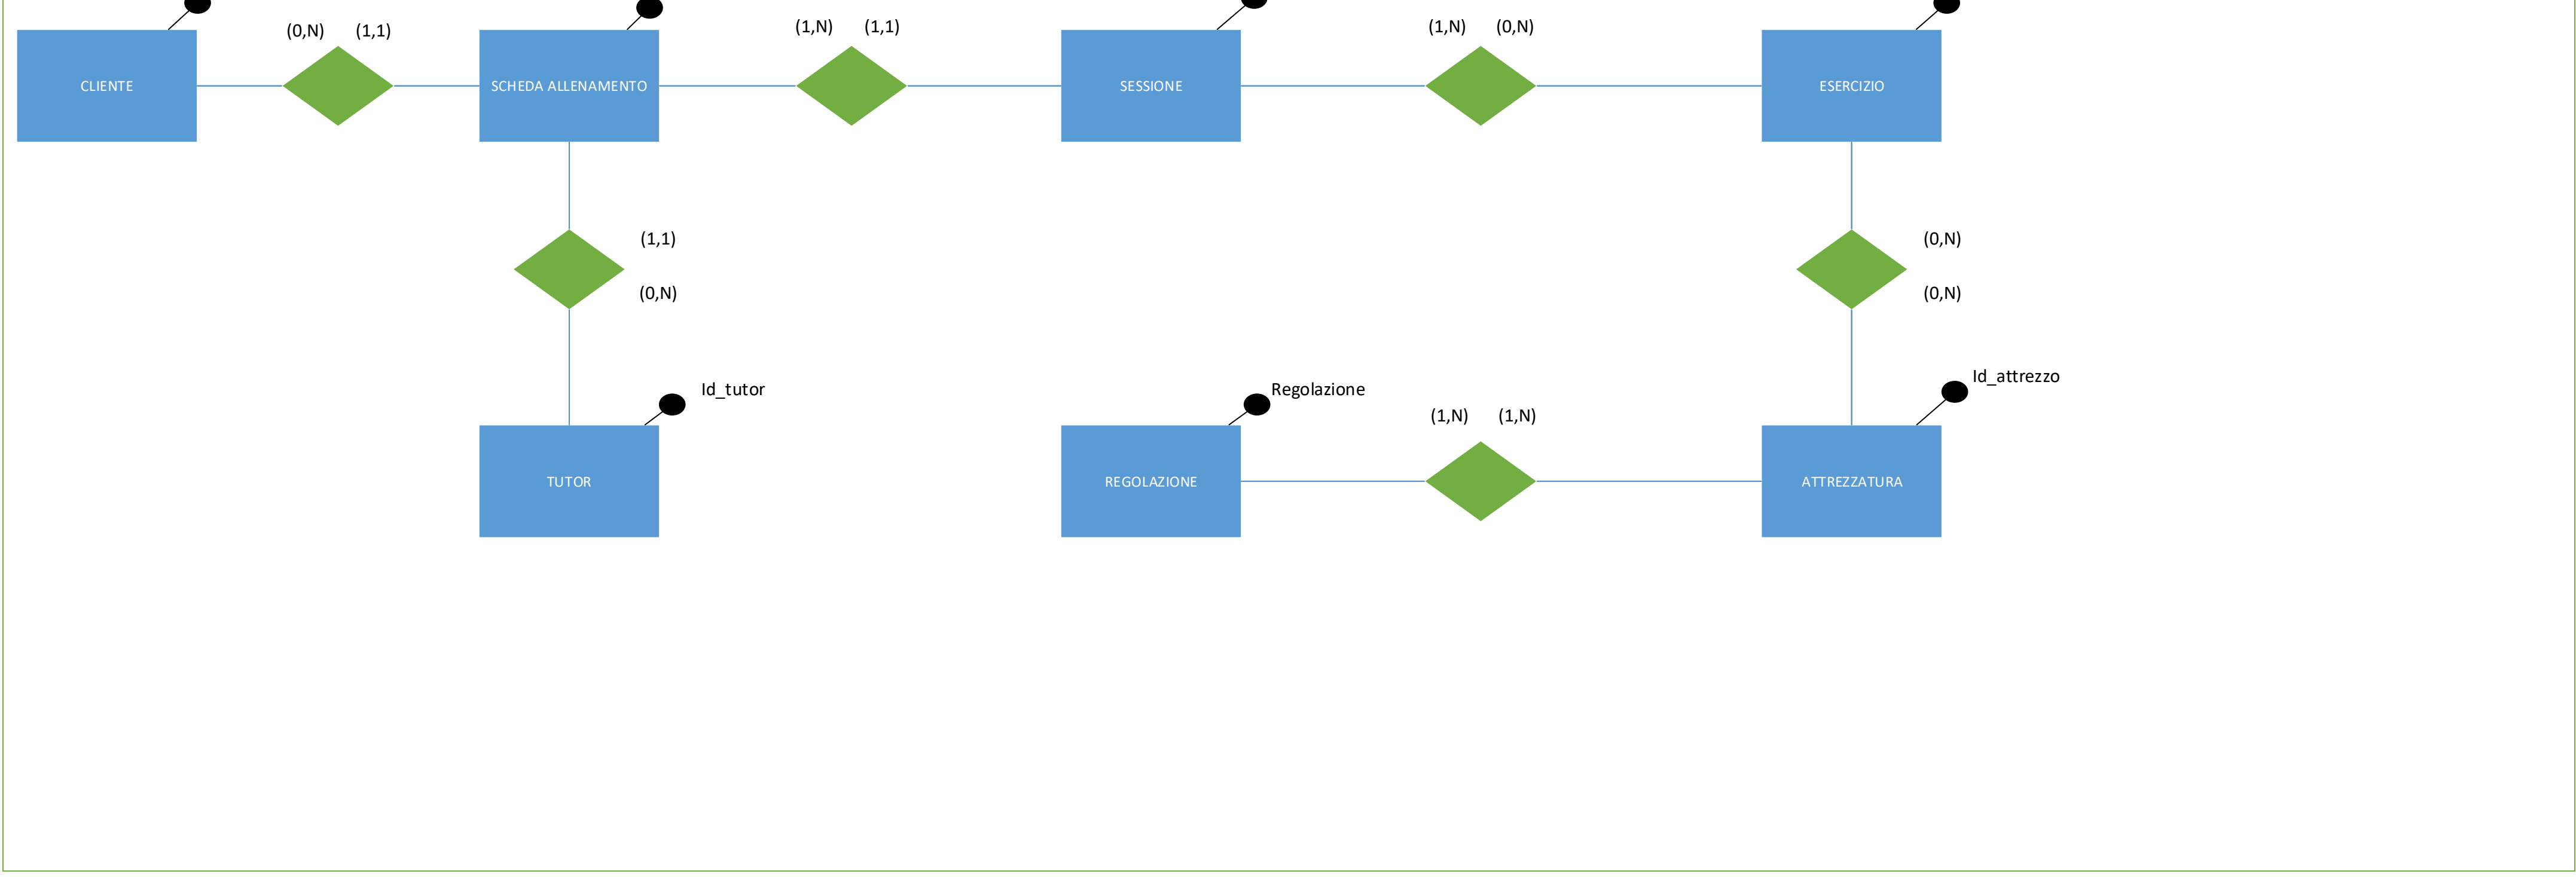 (0,N)
(1,1)
(1,N)
(1,1)
(1,N)
(0,N)
CLIENTE
SCHEDA ALLENAMENTO
SESSIONE
ESERCIZIO
(1,1)
(0,N)
(0,N)
(0,N)
Id_tutor
Regolazione
Id_attrezzo
(1,N)
(1,N)
TUTOR
REGOLAZIONE
ATTREZZATURA